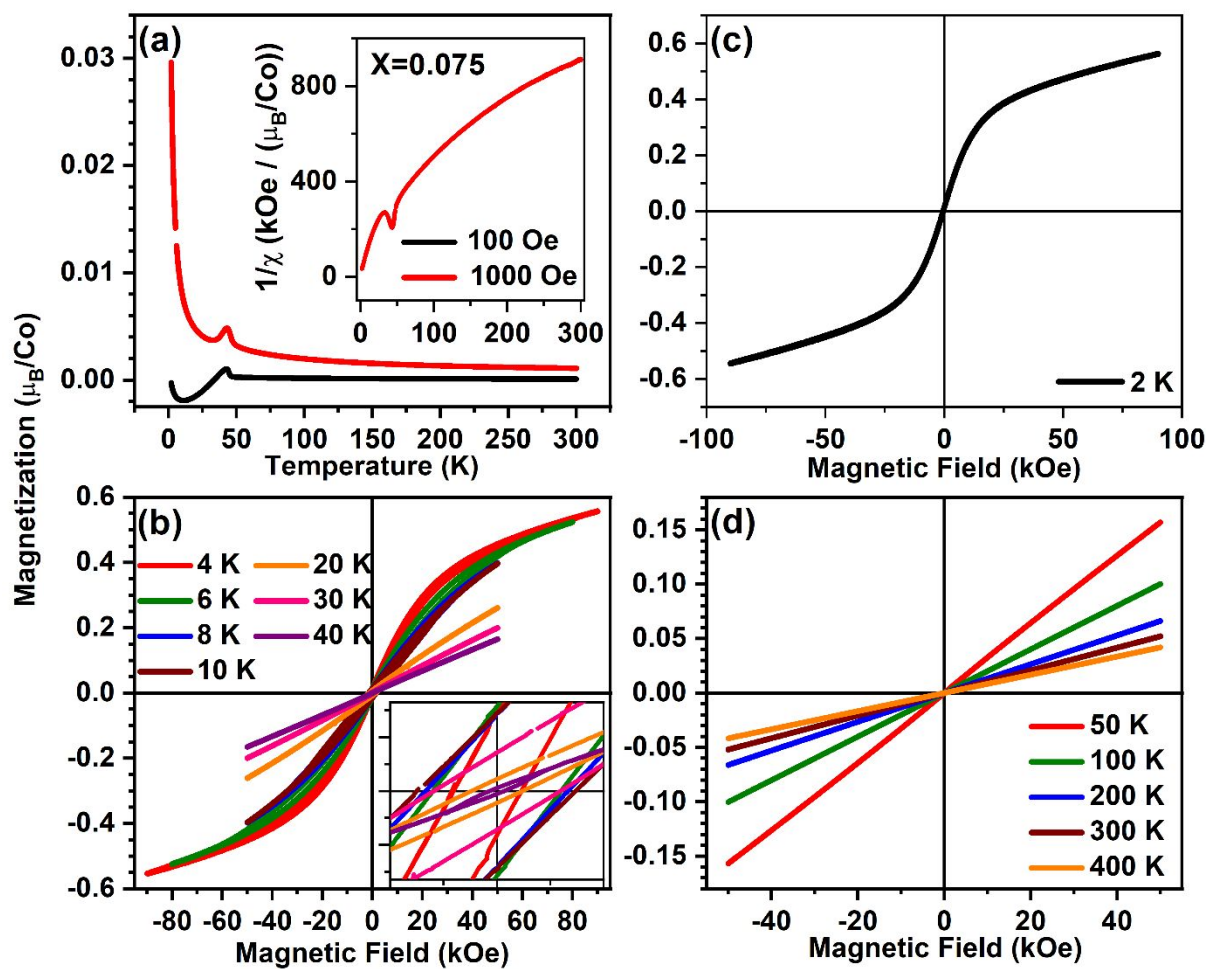 Magnetization (μB/Co)
(a)
0.03
0.02
0.01
0.00
0 50 100 150 200 250 300
Temperature (K)
1/χ (kOe / (μB/Co))
X=0.075
800
400
0
100 Oe
1000 Oe
0 100 200 300
(c)
0.6
0.4
0.2
0.0
-0.2
-0.4
-0.6
2 K
-100 -50 0 50 100
Magnetic Field (kOe)
(b)
0.6
0.4
0.2
0.0
-0.2
-0.4
-0.6
4 K 20 K
6 K 30 K
8 K 40 K
10 K
-80 -60 -40 -20 0 20 40 60 80
Magnetic Field (kOe)
(d)
0.15
0.10
0.05
0.00
-0.05
-0.10
-0.15
50 K
100 K
200 K
300 K
400 K
-40 -20 0 20 40
Magnetic Field (kOe)